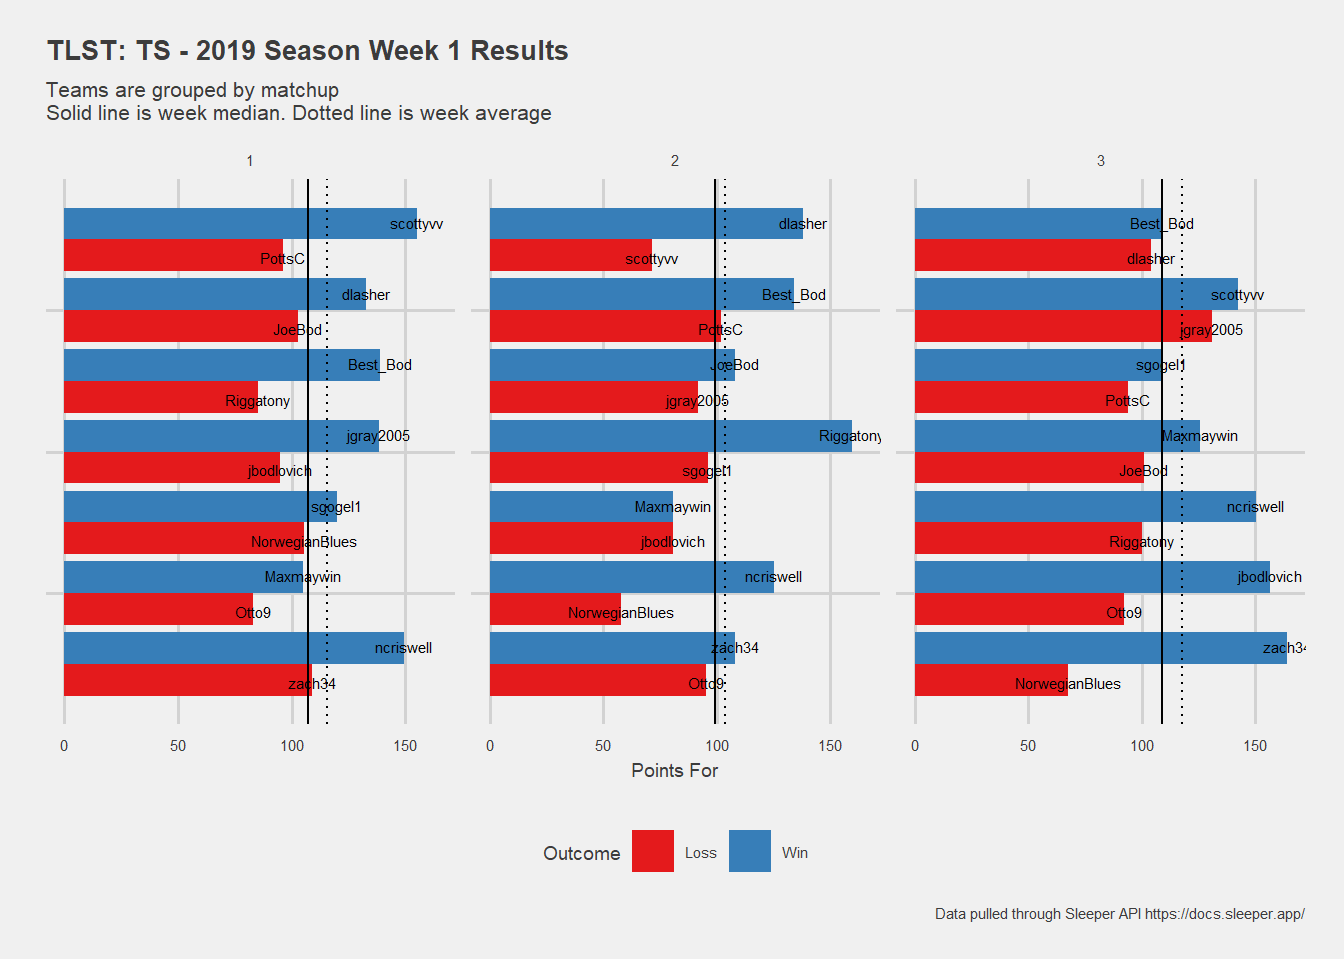 TLST: TS - 2019 Season Week 1 Results
Teams are grouped by matchup
Solid line is week median. Dotted line is week average
1
scottyvv
PottsC
dlasher
JoeBod
Best_Bod
Riggatony
jgray2005
jbodlovich
sgogel1
NorwegianBlues
Maxmaywin
Otto9
ncriswell
zach34
0 50 100 150
2
dlasher
scottyvv
Best_Bod
PottsC
JoeBod
jgray2005
Riggatony
sgogel1
Maxmaywin
jbodlovich
ncriswell
NorwegianBlues
zach34
Otto9
0 50 100 150
3
Best_Bod
dlasher
scottyvv
jgray2005
sgogel1
PottsC
Maxmaywin
JoeBod
ncriswell
Riggatony
jbodlovich
Otto9
zach34
NorwegianBlues
0 50 100 150
Points For
Outcome Loss Win
Data pulled through Sleeper API https://docs.sleeper.app/